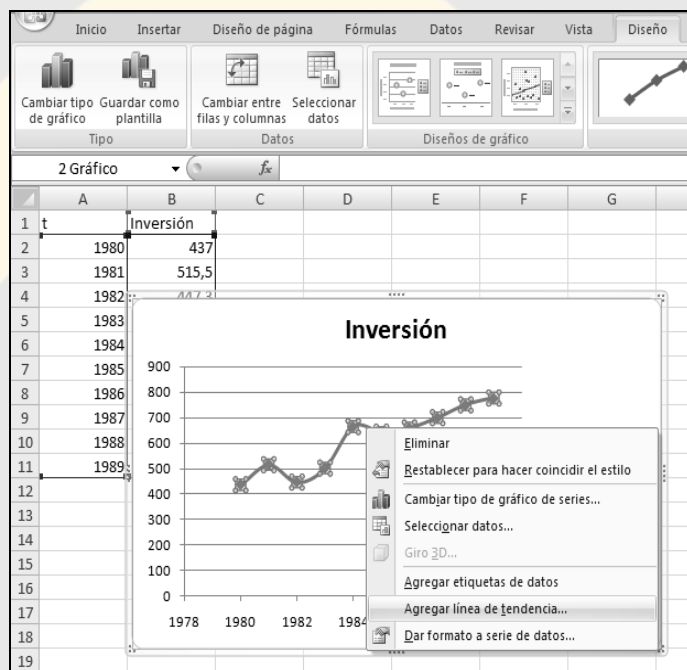 Inicio Insertar Diseño de página Fórmulas Datos Revisar Vista Diseño
Cambiar tipo de gráfico
Guardar como plantilla
Cambiar entre filas y columnas
Seleccionar datos
Tipo Datos Diseños de gráfico
2 Gráfico fx
A B C D E F G
1 t Inversión
2 1980 437
3 1981 515,5
4 1982 447,3
5 1983
6 1984
7 1985
8 1986
9 1987
10 1988
11 1989
12
13
14
15
16
17
18
19
Inversión
900
800
700
600
500
400
300
200
100
0
1978 1980 1982 1984
Eliminar
Restablecer para hacer coincidir el estilo
Cambiar tipo de gráfico de series...
Seleccionar datos...
Giro 3D...
Agregar etiquetas de datos
Agregar línea de tendencia...
Dar formato a serie de datos...